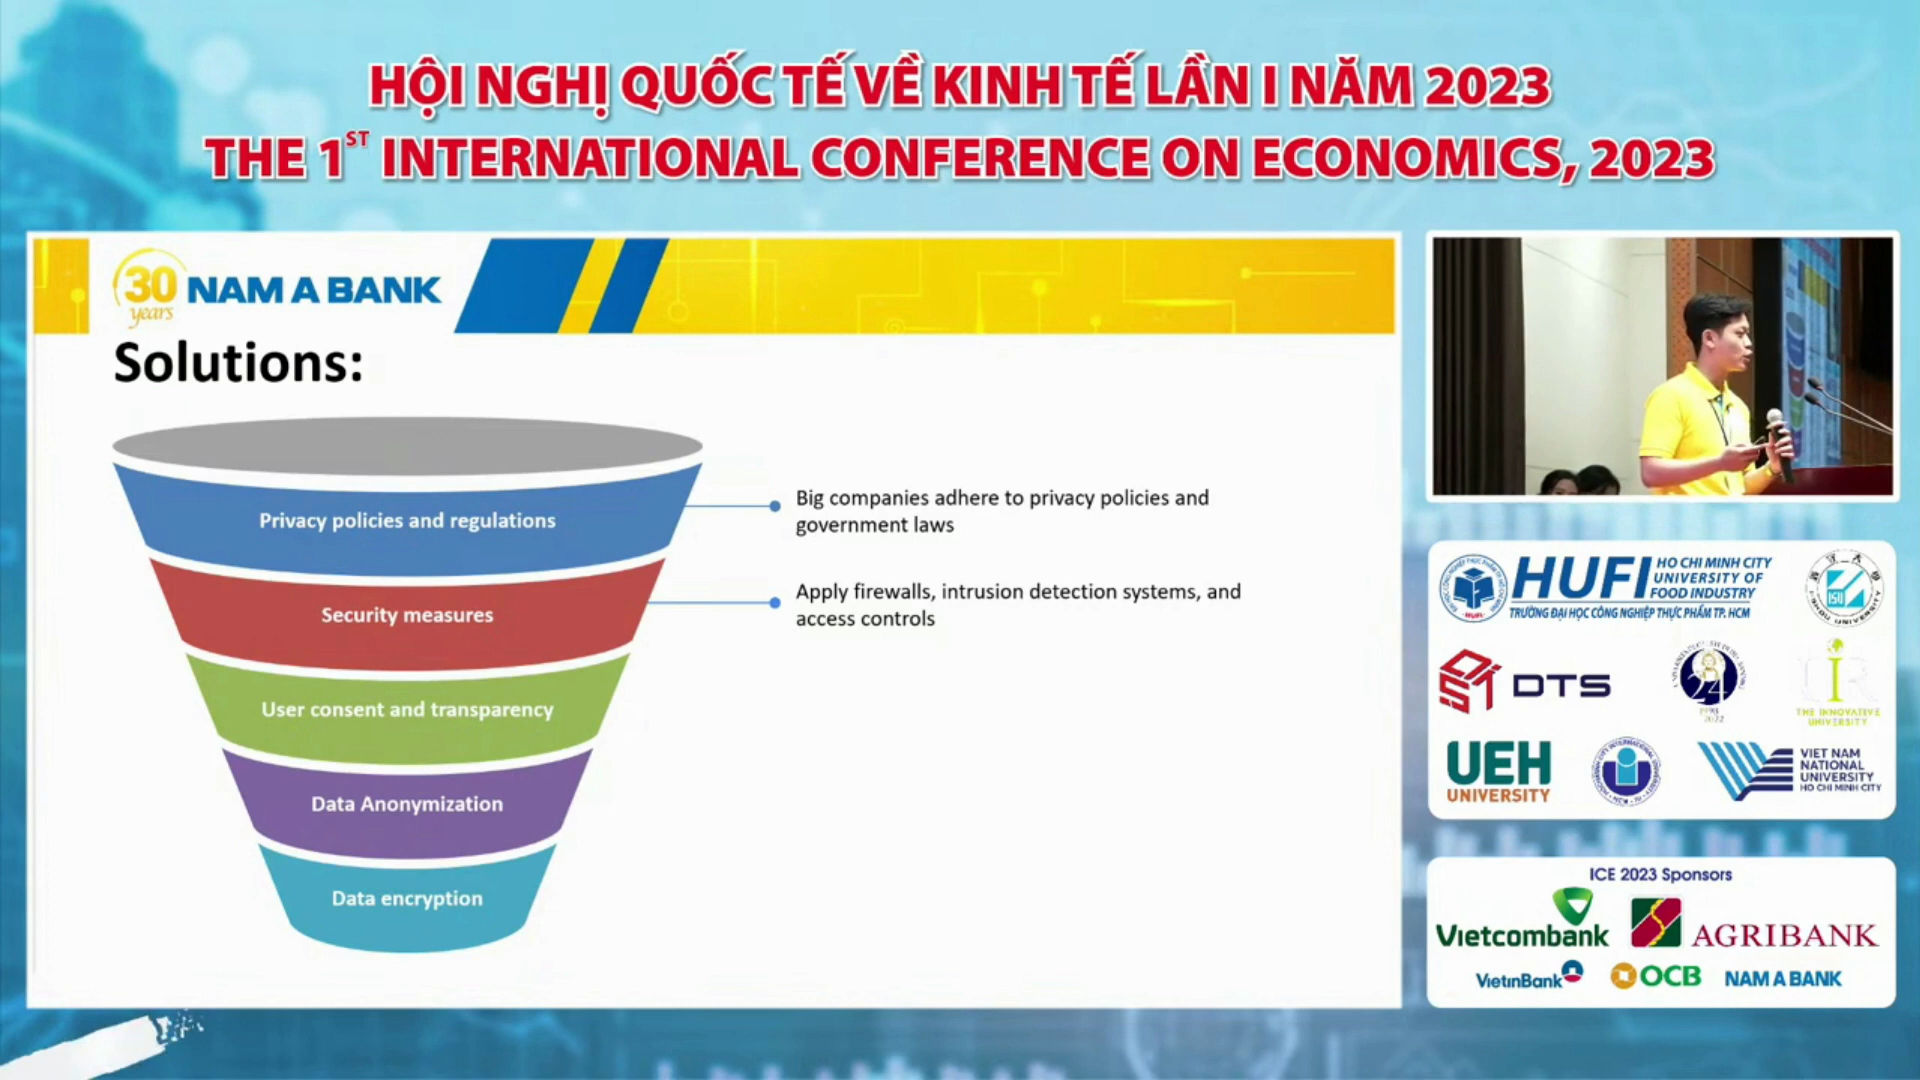 HỘI NGHỊ QUỐC TẾ VỀ KINH TẾ LẦN I NĂM 2023
THE 1ST INTERNATIONAL CONFERENCE ON ECONOMICS, 2023
30 years NAM A BANK
Solutions:
Privacy policies and regulations
Big companies adhere to privacy policies and
government laws
Security measures
Apply firewalls, intrusion detection systems, and
access controls
User consent and transparency
Data Anonymization
Data encryption
HUFI
HO CHI MINH CITY
UNIVERSITY OF
FOOD INDUSTRY
TRƯỜNG ĐẠI HỌC CÔNG NGHIỆP THỰC PHẨM TP. HCM
DTS
THE INNOVATIVE
UNIVERSITY
UEH
UNIVERSITY
VIET NAM
NATIONAL
UNIVERSITY
HO CHI MINH CITY
ICE 2023 Sponsors
Vietcombank
AGRIBANK
VietinBank
OCB
NAM A BANK